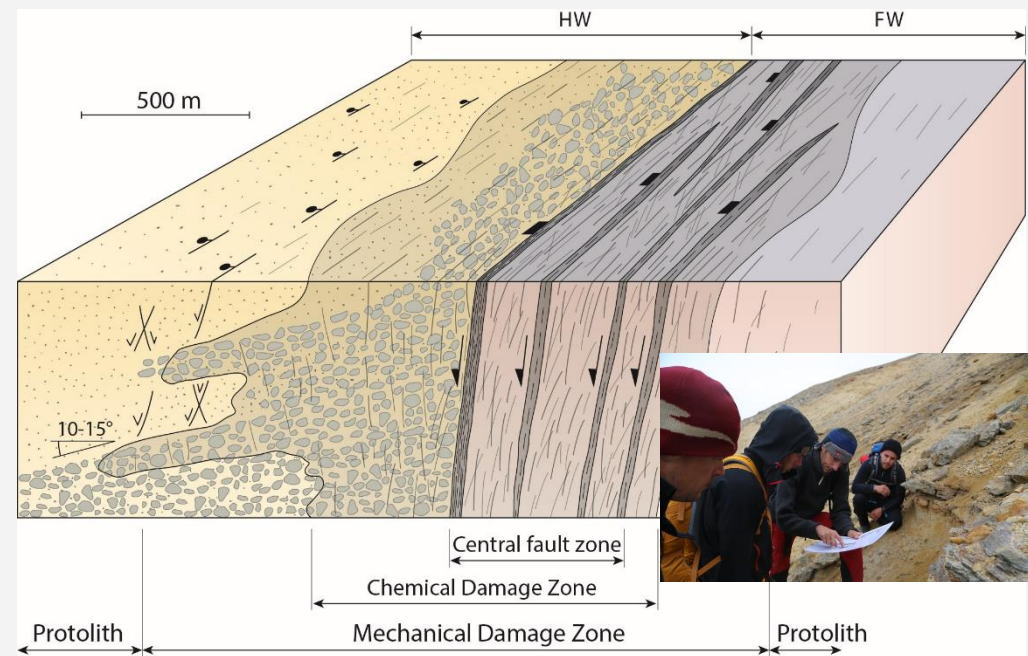 HW
FW
500 m
10-15°
Central fault zone
Chemical Damage Zone
Protolith
Mechanical Damage Zone
Protolith